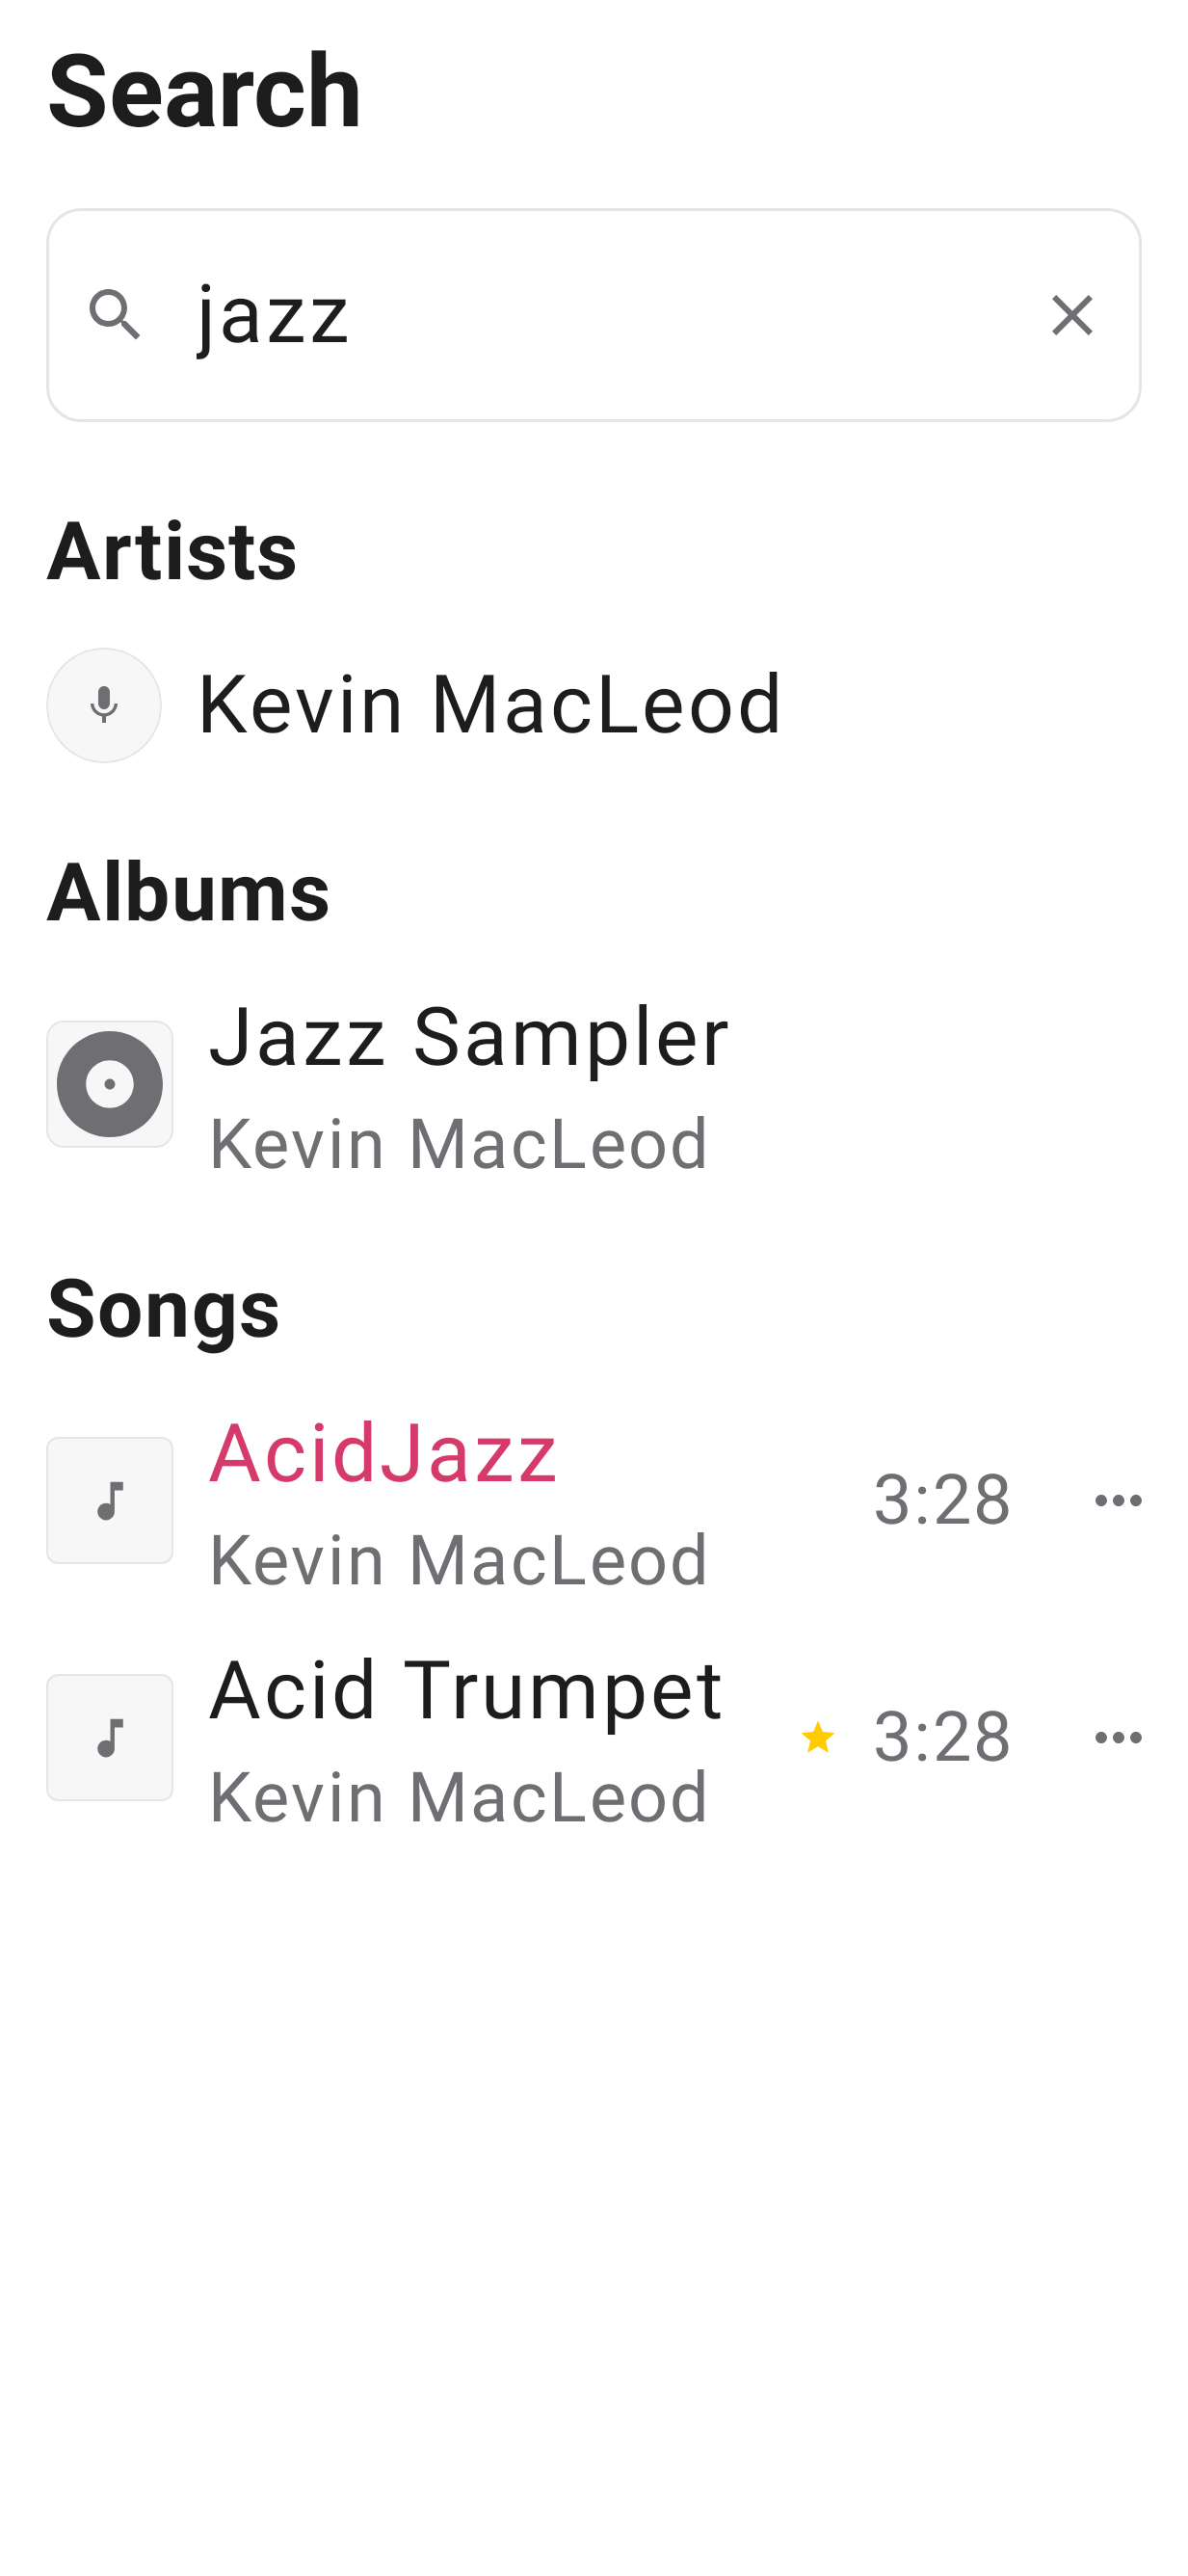 Search
jazz
Artists
Kevin MacLeod
Albums
Jazz Sampler
Kevin MacLeod
Songs
AcidJazz
Kevin MacLeod
3:28
Acid Trumpet
Kevin MacLeod
3:28